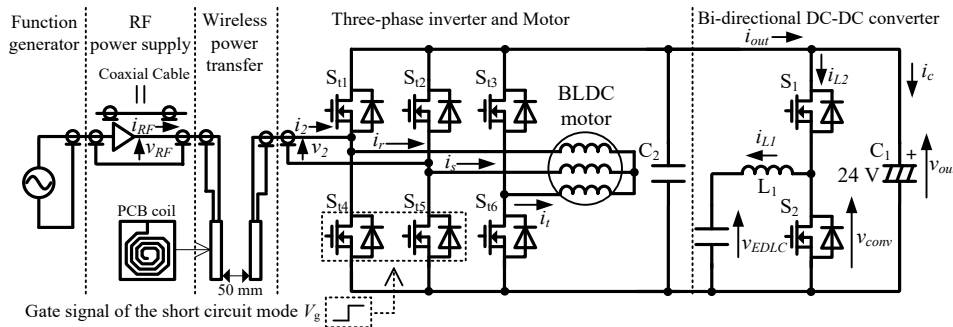 Function generator
RF power supply
Wireless power transfer
Three-phase inverter and Motor
Bi-directional DC-DC converter
Coaxial Cable
i_RF
v_RF
PCB coil
50 mm
i_2
v_2
S_t1
S_t2
S_t3
i_r
i_s
i_t
BLDC motor
S_t4
S_t5
S_t6
C_2
i_out
S_1
i_L2
i_c
i_L1
L_1
C_1
+
24 V
v_out
S_2
v_EDLC
v_conv
Gate signal of the short circuit mode V_g